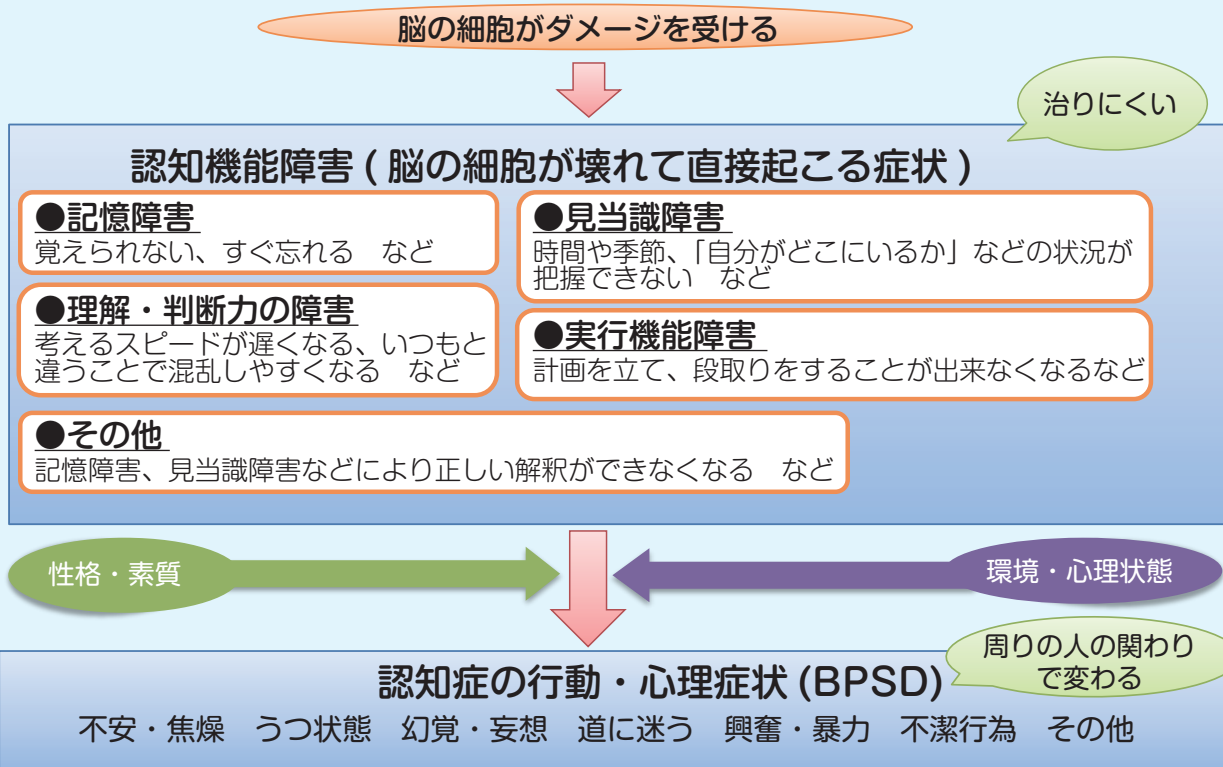 脳の細胞がダメージを受ける
治りにくい
認知機能障害 ( 脳の細胞が壊れて直接起こる症状 )
●記憶障害
覚えられない、すぐ忘れる　など
●見当識障害
時間や季節、「自分がどこにいるか」などの状況が
把握できない　など
●理解・判断力の障害
考えるスピードが遅くなる、いつもと
違うことで混乱しやすくなる　など
●実行機能障害
計画を立て、段取りをすることが出来なくなるなど
●その他
記憶障害、見当識障害などにより正しい解釈ができなくなる　など
性格・素質
環境・心理状態
周りの人の関わり
で変わる
認知症の行動・心理症状 (BPSD)
不安・焦燥　うつ状態　幻覚・妄想　道に迷う　興奮・暴力　不潔行為　その他